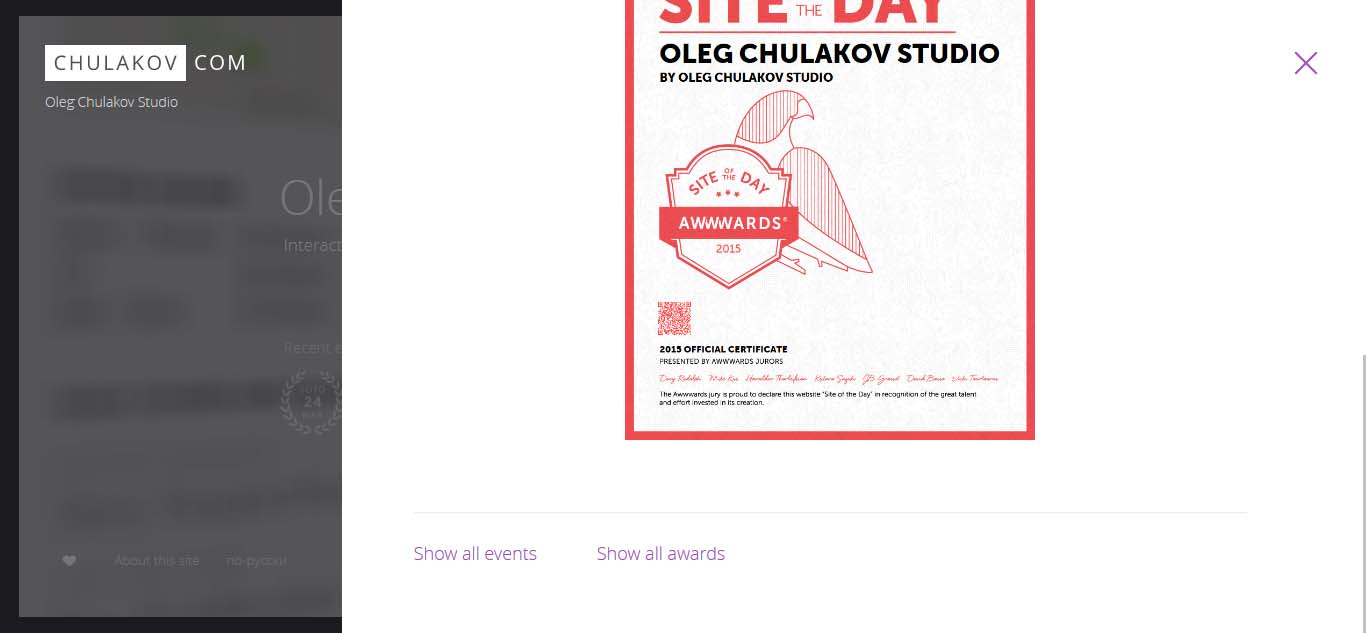 CHULAKOV COM
Oleg Chulakov Studio
Ole
Interact
Recent e
24
About this site
по-русски
SITE OF THE DAY
OLEG CHULAKOV STUDIO
BY OLEG CHULAKOV STUDIO
SITE OF THE DAY
AWWWARDS®
2015
2015 OFFICIAL CERTIFICATE
PRESENTED BY AWWWARDS JURORS
The Awwwards jury is proud to declare this website "Site of the Day" in recognition of the great talent
and effort invested in its creation.
Show all events
Show all awards